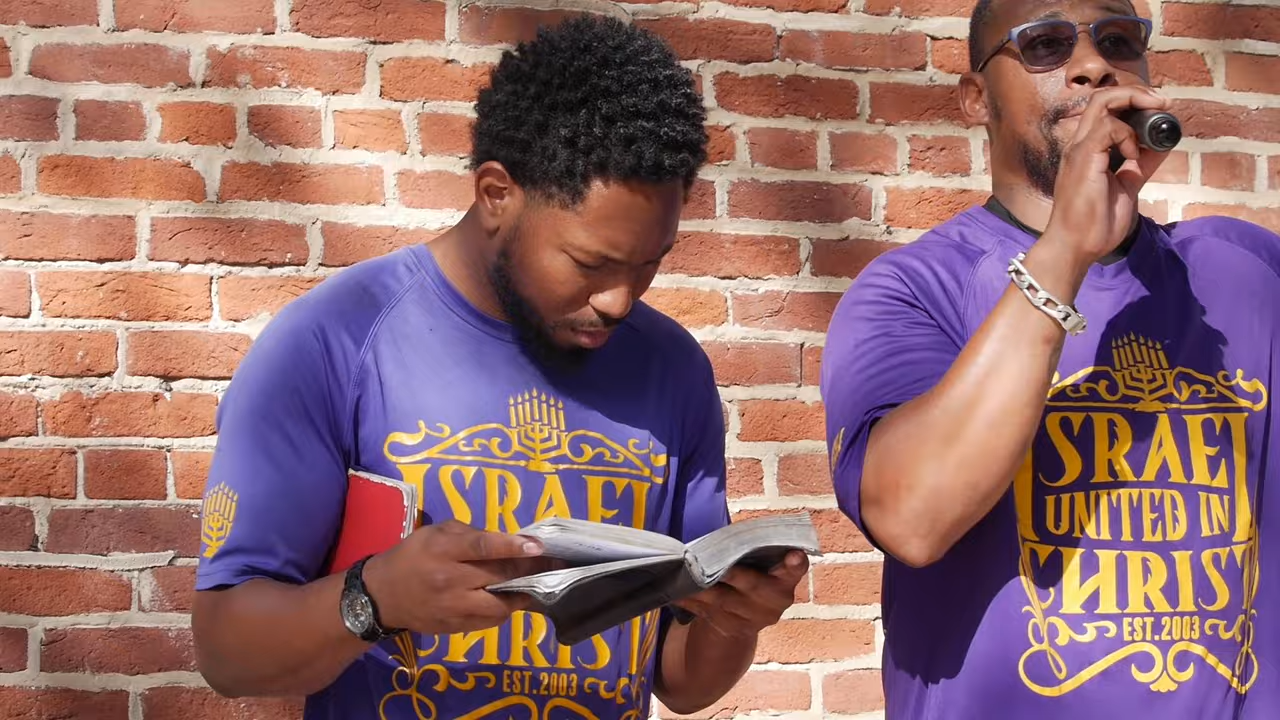 ISRAEL
CHRIST
EST.2003
ISRAEL
UNITED IN
CHRIST
EST.2003